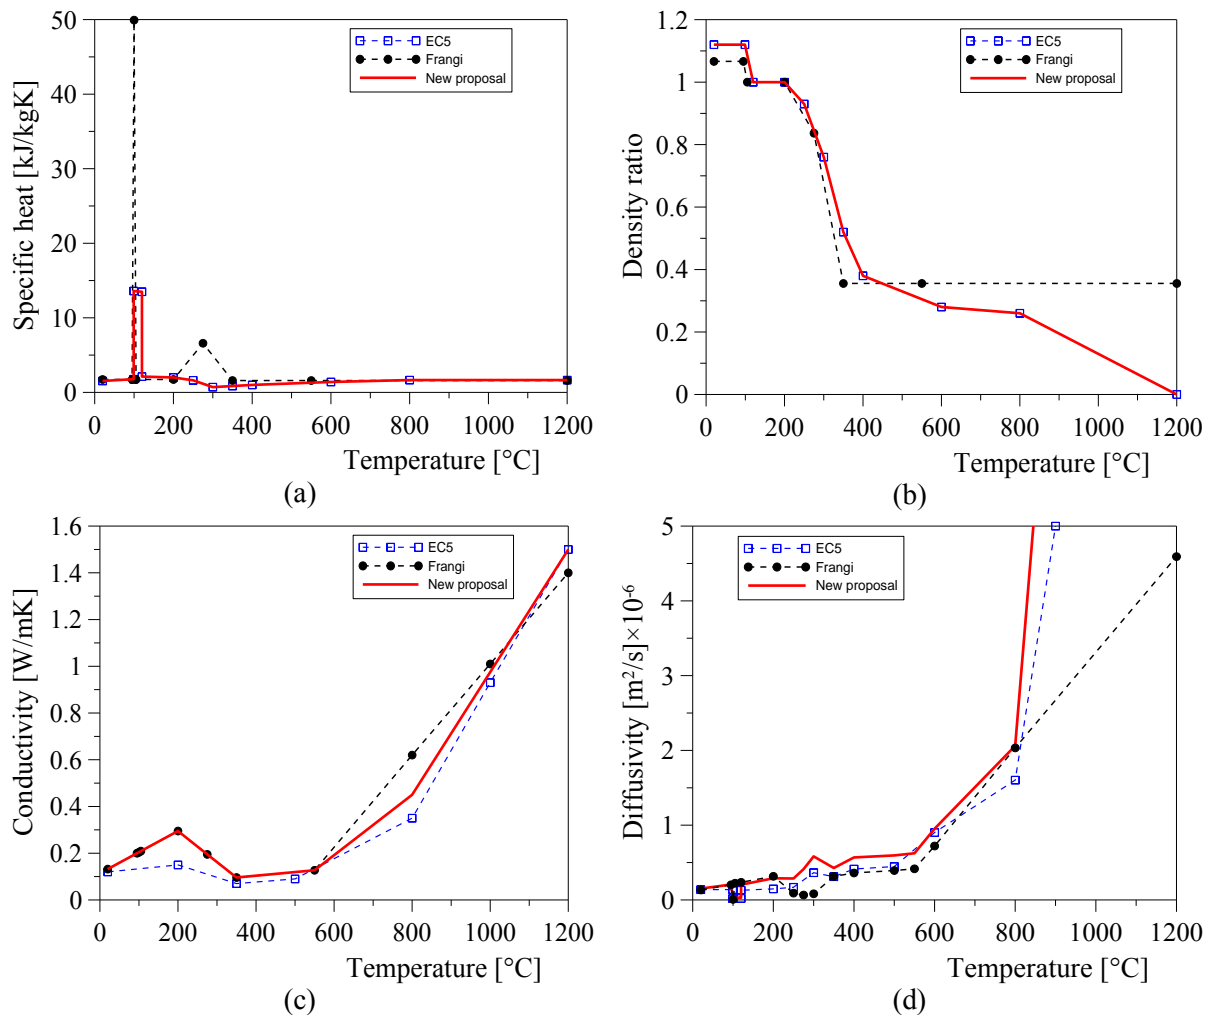 50
40
30
20
10
0
Specific heat [kJ/kgK]
EC5
Frangi
New proposal
0 200 400 600 800 1000 1200
Temperature [°C]
(a)
1.2
1
0.8
0.6
0.4
0.2
0
Density ratio
EC5
Frangi
New proposal
0 200 400 600 800 1000 1200
Temperature [°C]
(b)
1.6
1.4
1.2
1
0.8
0.6
0.4
0.2
0
Conductivity [W/mK]
EC5
Frangi
New proposal
0 200 400 600 800 1000 1200
Temperature [°C]
(c)
5
4
3
2
1
0
Diffusivity [m²/s]×10⁻⁶
EC5
Frangi
New proposal
0 200 400 600 800 1000 1200
Temperature [°C]
(d)